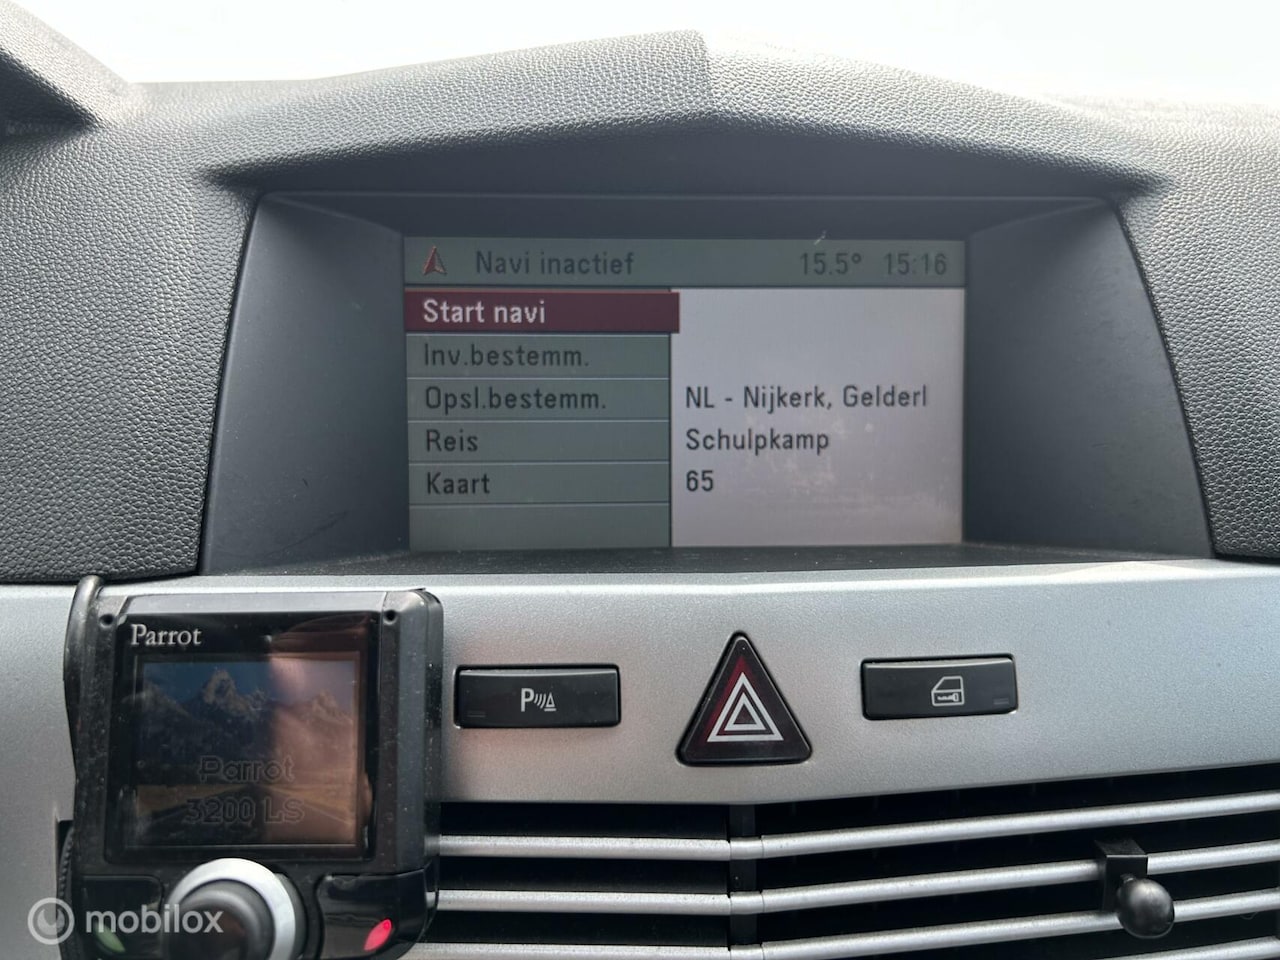 Navi inactief 15.5° 15:16
Start navi
Inv.bestemm.
Opsl.bestemm. NL - Nijkerk, Gelderl
Reis Schulpkamp
Kaart 65
Parrot
P
Parrot
3200 LS
mobilox